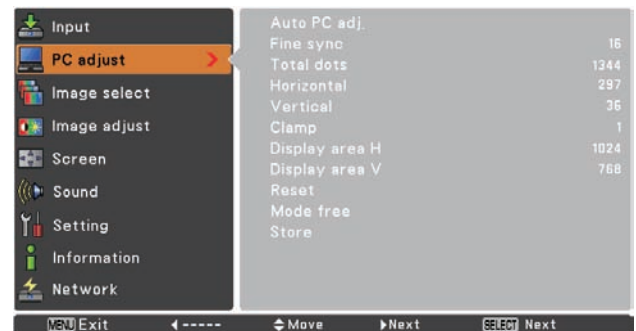 Input
PC adjust
Image select
Image adjust
Screen
Sound
Setting
Information
Network
Auto PC adj.
Fine sync 16
Total dots 1344
Horizontal 297
Vertical 36
Clamp 1
Display area H 1024
Display area V 768
Reset
Mode free
Store
MENU Exit ----- Move Next SELECT Next